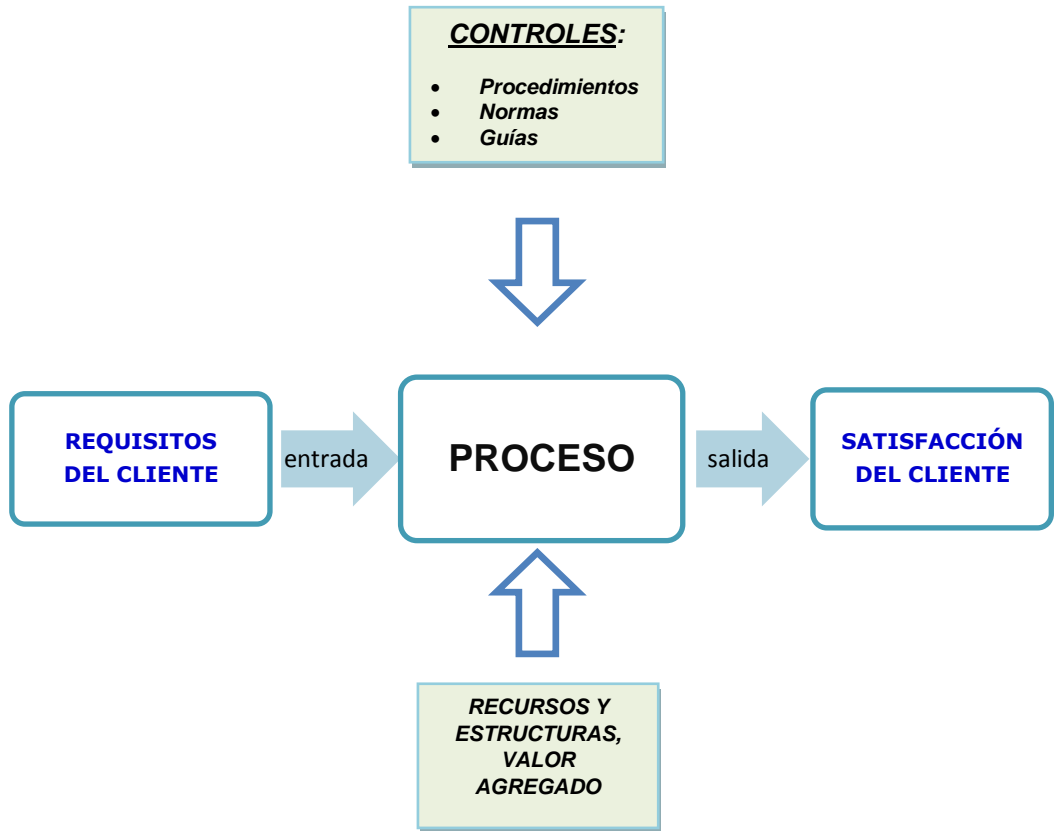 CONTROLES:
• Procedimientos
• Normas
• Guías
REQUISITOS
DEL CLIENTE
entrada
PROCESO
salida
SATISFACCIÓN
DEL CLIENTE
RECURSOS Y
ESTRUCTURAS,
VALOR
AGREGADO